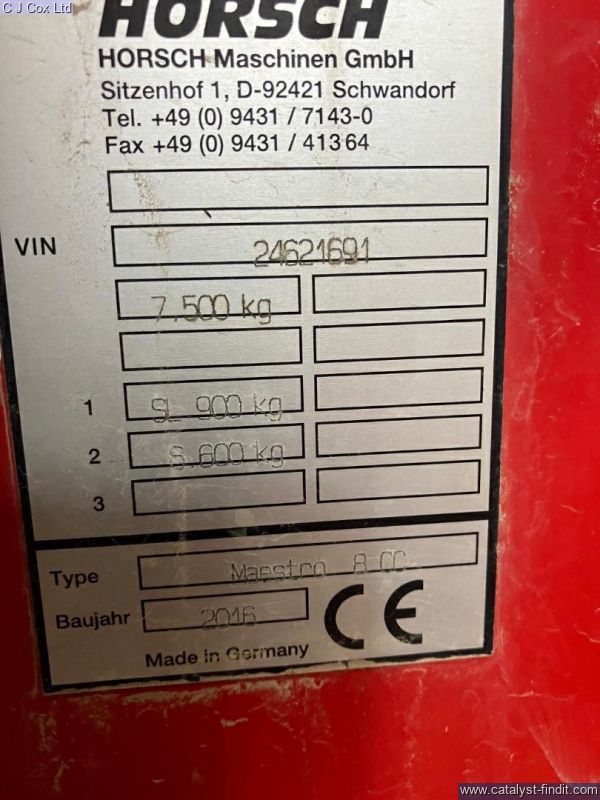 C J Cox Ltd
HORSCH
HORSCH Maschinen GmbH
Sitzenhof 1, D-92421 Schwandorf
Tel. +49 (0) 9431 / 7143-0
Fax +49 (0) 9431 / 41364
VIN 24621691
7.500 kg
1 SL 900 kg
2 6.600 kg
3
Type Maestro 8 CC
Baujahr 2016
CE
Made in Germany
www.catalyst-findit.com